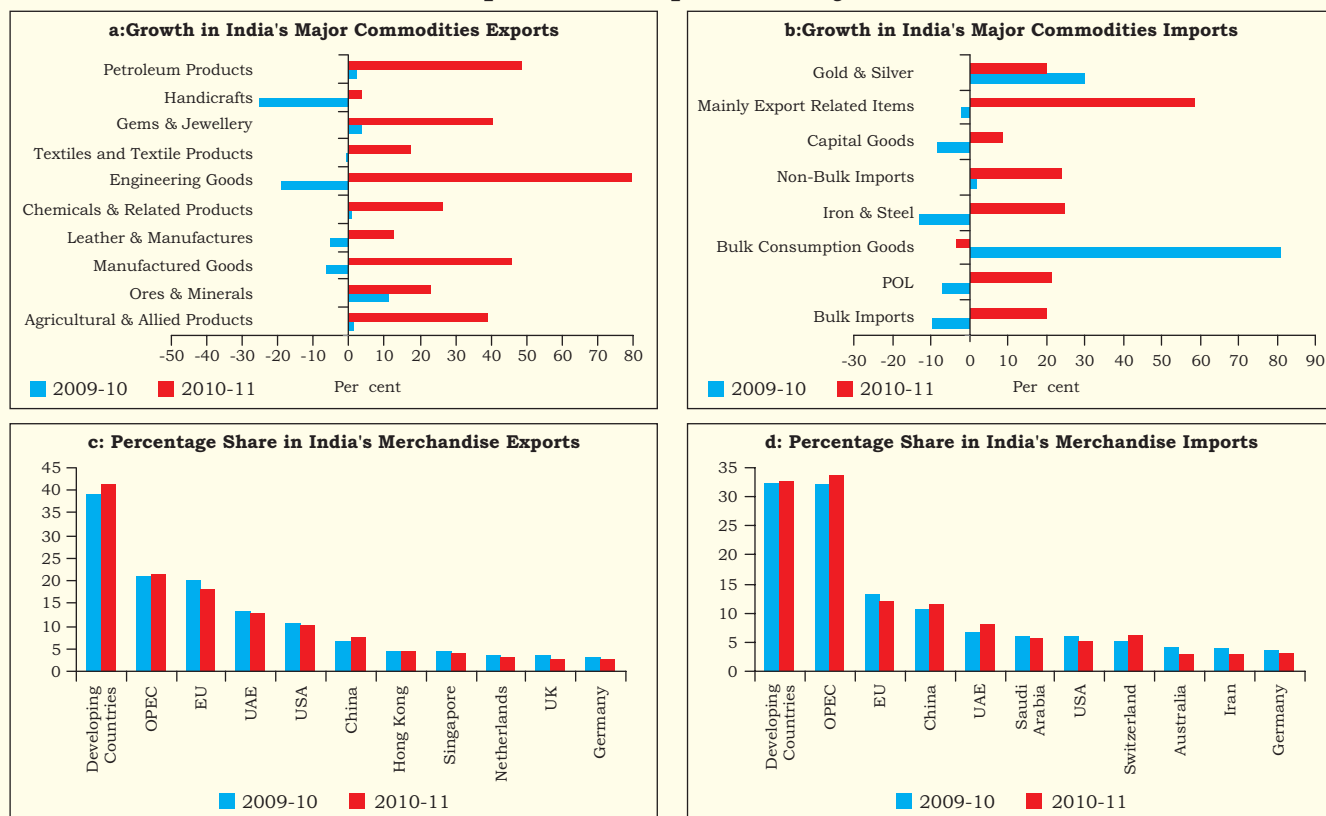 a:Growth in India's Major Commodities Exports
Petroleum Products
Handicrafts
Gems & Jewellery
Textiles and Textile Products
Engineering Goods
Chemicals & Related Products
Leather & Manufactures
Manufactured Goods
Ores & Minerals
Agricultural & Allied Products
-50 -40 -30 -20 -10 0 10 20 30 40 50 60 70 80
2009-10 2010-11 Per cent
b:Growth in India's Major Commodities Imports
Gold & Silver
Mainly Export Related Items
Capital Goods
Non-Bulk Imports
Iron & Steel
Bulk Consumption Goods
POL
Bulk Imports
-30 -20 -10 0 10 20 30 40 50 60 70 80 90
2009-10 2010-11 Per cent
c: Percentage Share in India's Merchandise Exports
45
40
35
30
25
20
15
10
5
0
Developing
Countries
OPEC
EU
UAE
USA
China
Hong Kong
Singapore
Netherlands
UK
Germany
2009-10 2010-11
d: Percentage Share in India's Merchandise Imports
35
30
25
20
15
10
5
0
Developing
Countries
OPEC
EU
China
UAE
Saudi
Arabia
USA
Switzerland
Australia
Iran
Germany
2009-10 2010-11